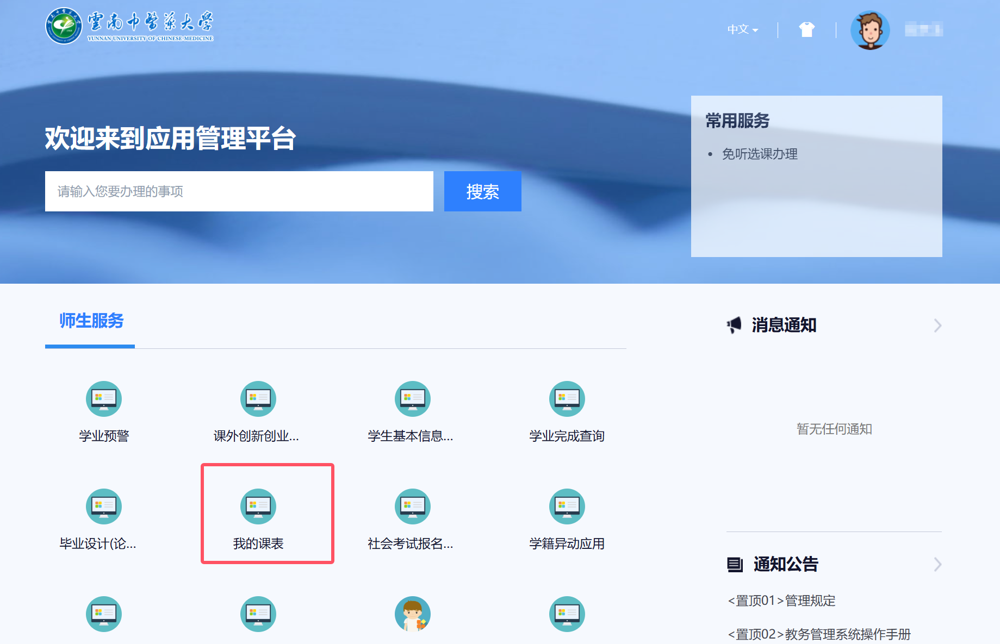 雲南中醫藥大學
YUNNAN UNIVERSITY OF CHINESE MEDICINE
中文
欢迎来到应用管理平台
请输入您要办理的事项
搜索
常用服务
• 免听选课办理
师生服务
学业预警
课外创新创业...
学生基本信息...
学业完成查询
毕业设计(论...
我的课表
社会考试报名...
学籍异动应用
消息通知
暂无任何通知
通知公告
<置顶01>管理规定
<置顶02>教务管理系统操作手册